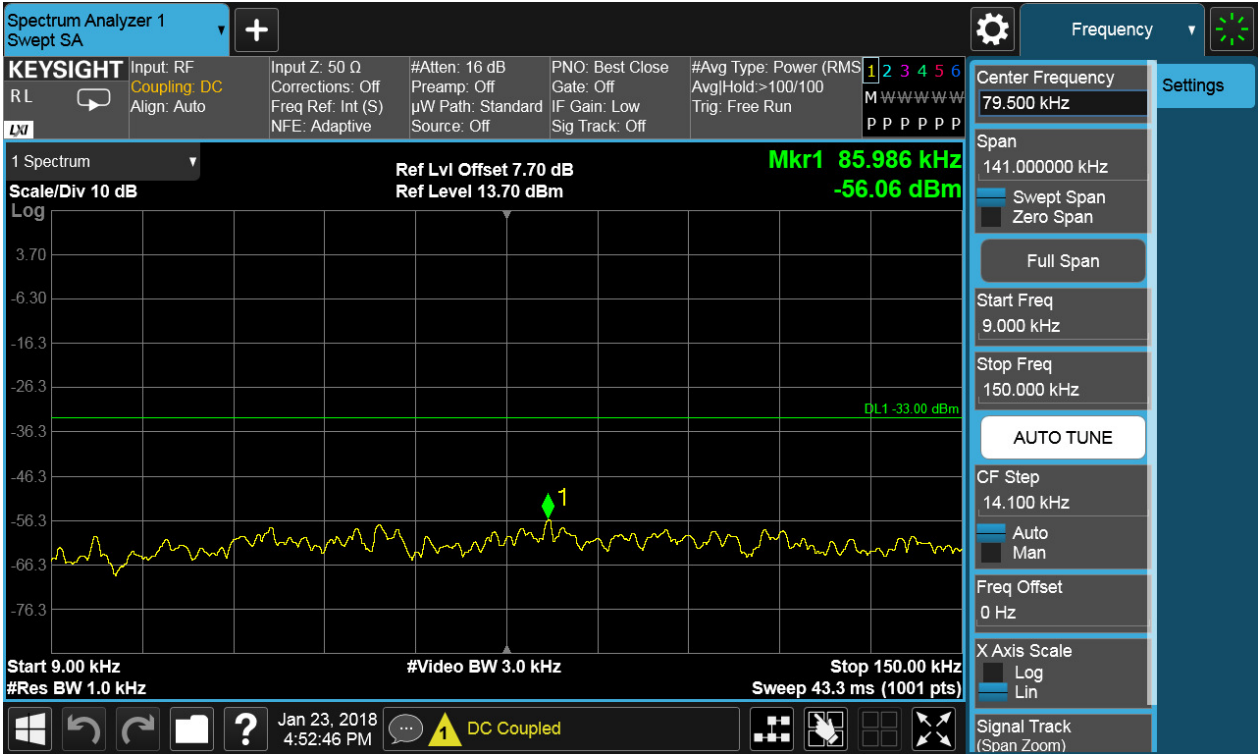 Spectrum Analyzer 1
Swept SA
+
Frequency
KEYSIGHT
R L
LXI
Input: RF
Coupling: DC
Align: Auto
Input Z: 50 Ω
Corrections: Off
Freq Ref: Int (S)
NFE: Adaptive
#Atten: 16 dB
Preamp: Off
µW Path: Standard
Source: Off
PNO: Best Close
Gate: Off
IF Gain: Low
Sig Track: Off
#Avg Type: Power (RMS
Avg|Hold:>100/100
Trig: Free Run
1 2 3 4 5 6
M W W W W W
P P P P P P
1 Spectrum
Scale/Div 10 dB
Log
Ref Lvl Offset 7.70 dB
Ref Level 13.70 dBm
Mkr1 85.986 kHz
-56.06 dBm
3.70
-6.30
-16.3
-26.3
DL1 -33.00 dBm
-36.3
-46.3
1
-56.3
-66.3
-76.3
Start 9.00 kHz
#Res BW 1.0 kHz
#Video BW 3.0 kHz
Stop 150.00 kHz
Sweep 43.3 ms (1001 pts)
Center Frequency
79.500 kHz
Span
141.000000 kHz
Swept Span
Zero Span
Full Span
Start Freq
9.000 kHz
Stop Freq
150.000 kHz
AUTO TUNE
CF Step
14.100 kHz
Auto
Man
Freq Offset
0 Hz
X Axis Scale
Log
Lin
Signal Track
(Span Zoom)
Settings
?
Jan 23, 2018
4:52:46 PM
1
DC Coupled